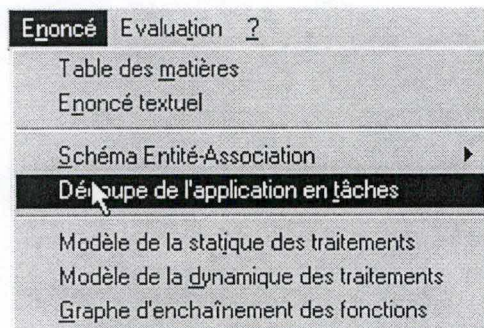 Enoncé Evaluation ?
Table des matières
Enoncé textuel
Schéma Entité-Association
Découpe de l'application en tâches
Modèle de la statique des traitements
Modèle de la dynamique des traitements
Graphe d'enchaînement des fonctions